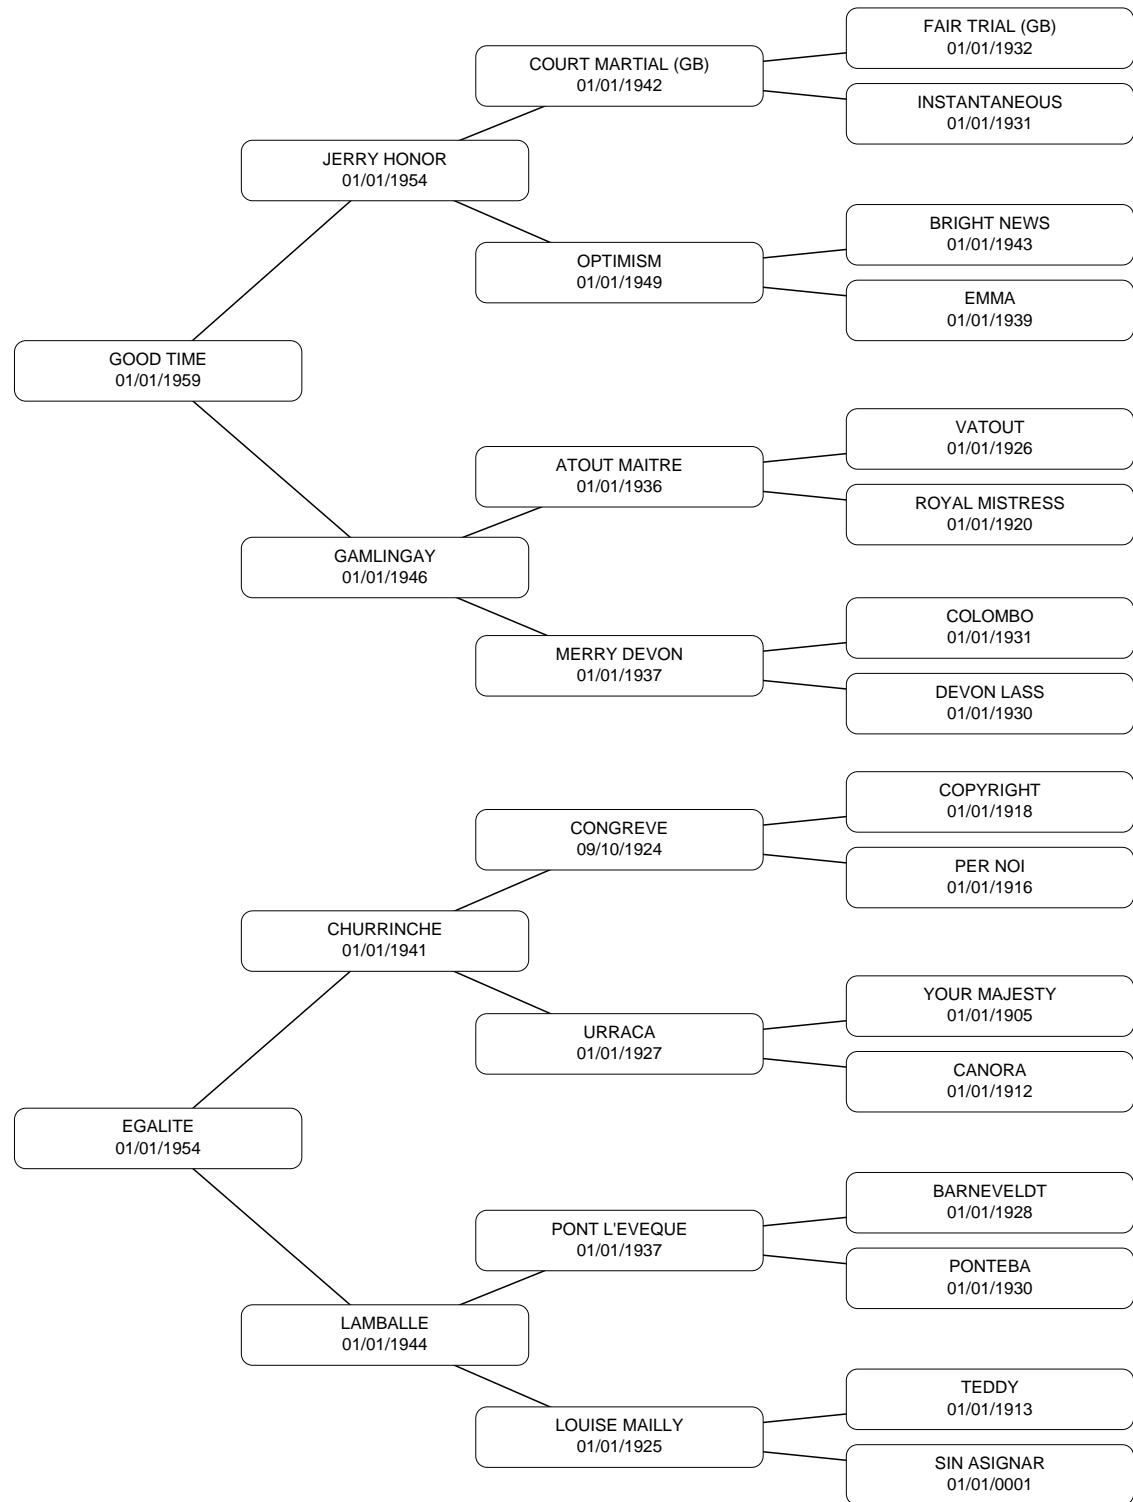 FAIR TRIAL (GB)
01/01/1932
COURT MARTIAL (GB)
01/01/1942
INSTANTANEOUS
01/01/1931
JERRY HONOR
01/01/1954
BRIGHT NEWS
01/01/1943
OPTIMISM
01/01/1949
EMMA
01/01/1939
GOOD TIME
01/01/1959
VATOUT
01/01/1926
ATOUT MAITRE
01/01/1936
ROYAL MISTRESS
01/01/1920
GAMLINGAY
01/01/1946
COLOMBO
01/01/1931
MERRY DEVON
01/01/1937
DEVON LASS
01/01/1930
COPYRIGHT
01/01/1918
CONGREVE
09/10/1924
PER NOI
01/01/1916
CHURRINCHE
01/01/1941
YOUR MAJESTY
01/01/1905
URRACA
01/01/1927
CANORA
01/01/1912
EGALITE
01/01/1954
BARNEVELDT
01/01/1928
PONT L'EVEQUE
01/01/1937
PONTEBA
01/01/1930
LAMBALLE
01/01/1944
TEDDY
01/01/1913
LOUISE MAILLY
01/01/1925
SIN ASIGNAR
01/01/0001